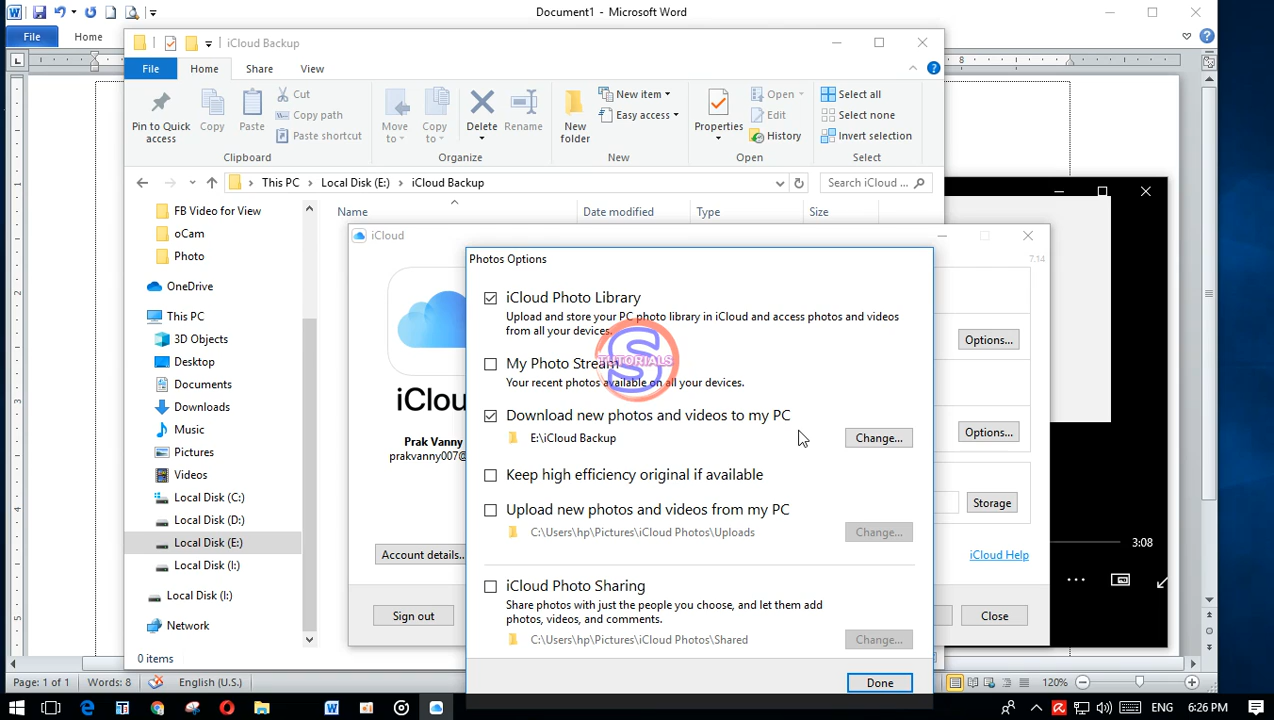 Document1 - Microsoft Word
File
Home
iCloud Backup
File
Home
Share
View
Pin to Quick access
Copy
Paste
Cut
Copy path
Paste shortcut
Clipboard
Move to
Copy to
Delete
Rename
Organize
New folder
New item
Easy access
New
Properties
Open
Edit
History
Open
Select all
Select none
Invert selection
Select
This PC
Local Disk (E:)
iCloud Backup
Search iCloud ...
Name
Date modified
Type
Size
FB Video for View
oCam
Photo
OneDrive
This PC
3D Objects
Desktop
Documents
Downloads
Music
Pictures
Videos
Local Disk (C:)
Local Disk (D:)
Local Disk (E:)
Local Disk (I:)
Local Disk (I:)
Network
0 items
iCloud
7.14
Prak Vanny
prakvanny007@
Account details...
Sign out
Options...
Options...
Storage
iCloud Help
Close
Photos Options
iCloud Photo Library
Upload and store your PC photo library in iCloud and access photos and videos
from all your devices.
My Photo Stream
Your recent photos available on all your devices.
Download new photos and videos to my PC
E:\iCloud Backup
Change...
Keep high efficiency original if available
Upload new photos and videos from my PC
C:\Users\hp\Pictures\iCloud Photos\Uploads
Change...
iCloud Photo Sharing
Share photos with just the people you choose, and let them add
photos, videos, and comments.
C:\Users\hp\Pictures\iCloud Photos\Shared
Change...
Done
S
TUTORIALS
8
3:08
Page: 1 of 1
Words: 8
English (U.S.)
120%
ENG
6:26 PM